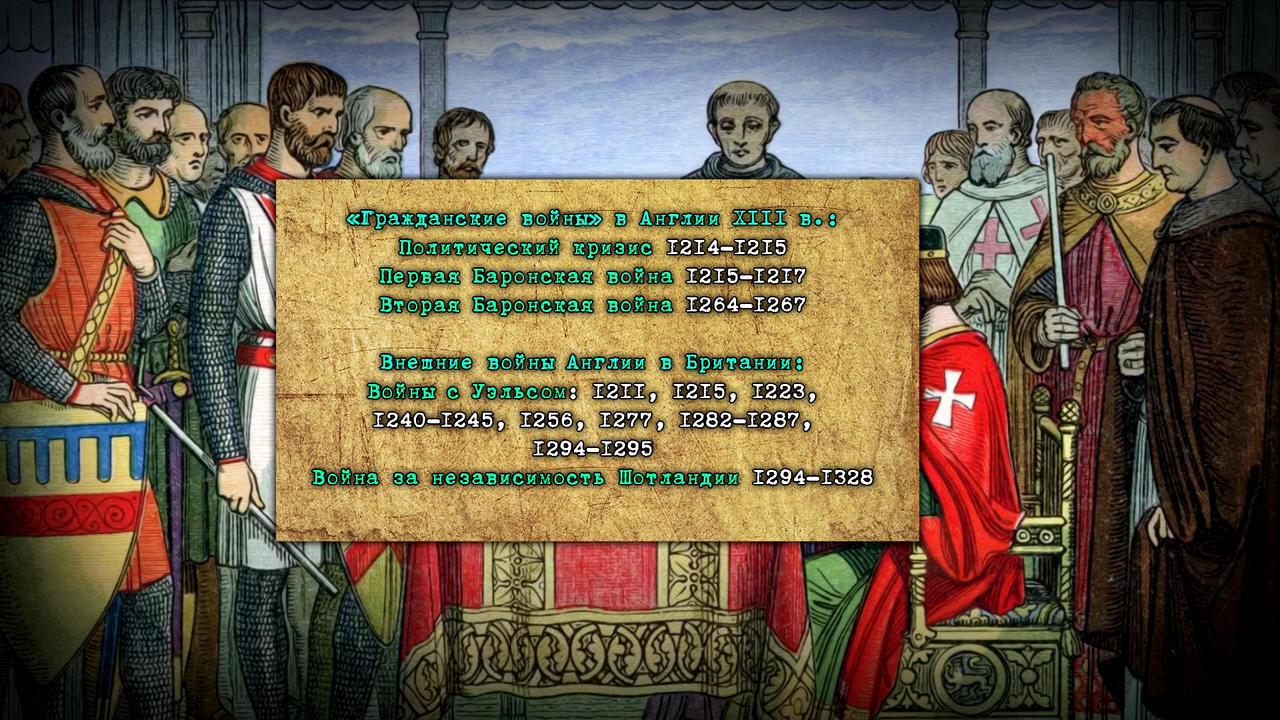 «Гражданские войны» в Англии XIII в.:
Политический кризис 1214–1215
Первая Баронская война 1215–1217
Вторая Баронская война 1264–1267
Внешние войны Англии в Британии:
Войны с Уэльсом: 1211, 1215, 1223,
1240–1245, 1256, 1277, 1282–1287,
1294–1295
Война за независимость Шотландии 1294–1328